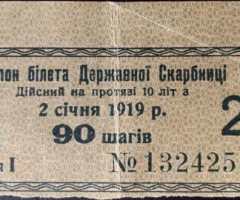 пон білета Державної Скарбниці
Дійсний на протязі 10 літ з
2 січня 1919 р. 2
90 шагів
I № 132425